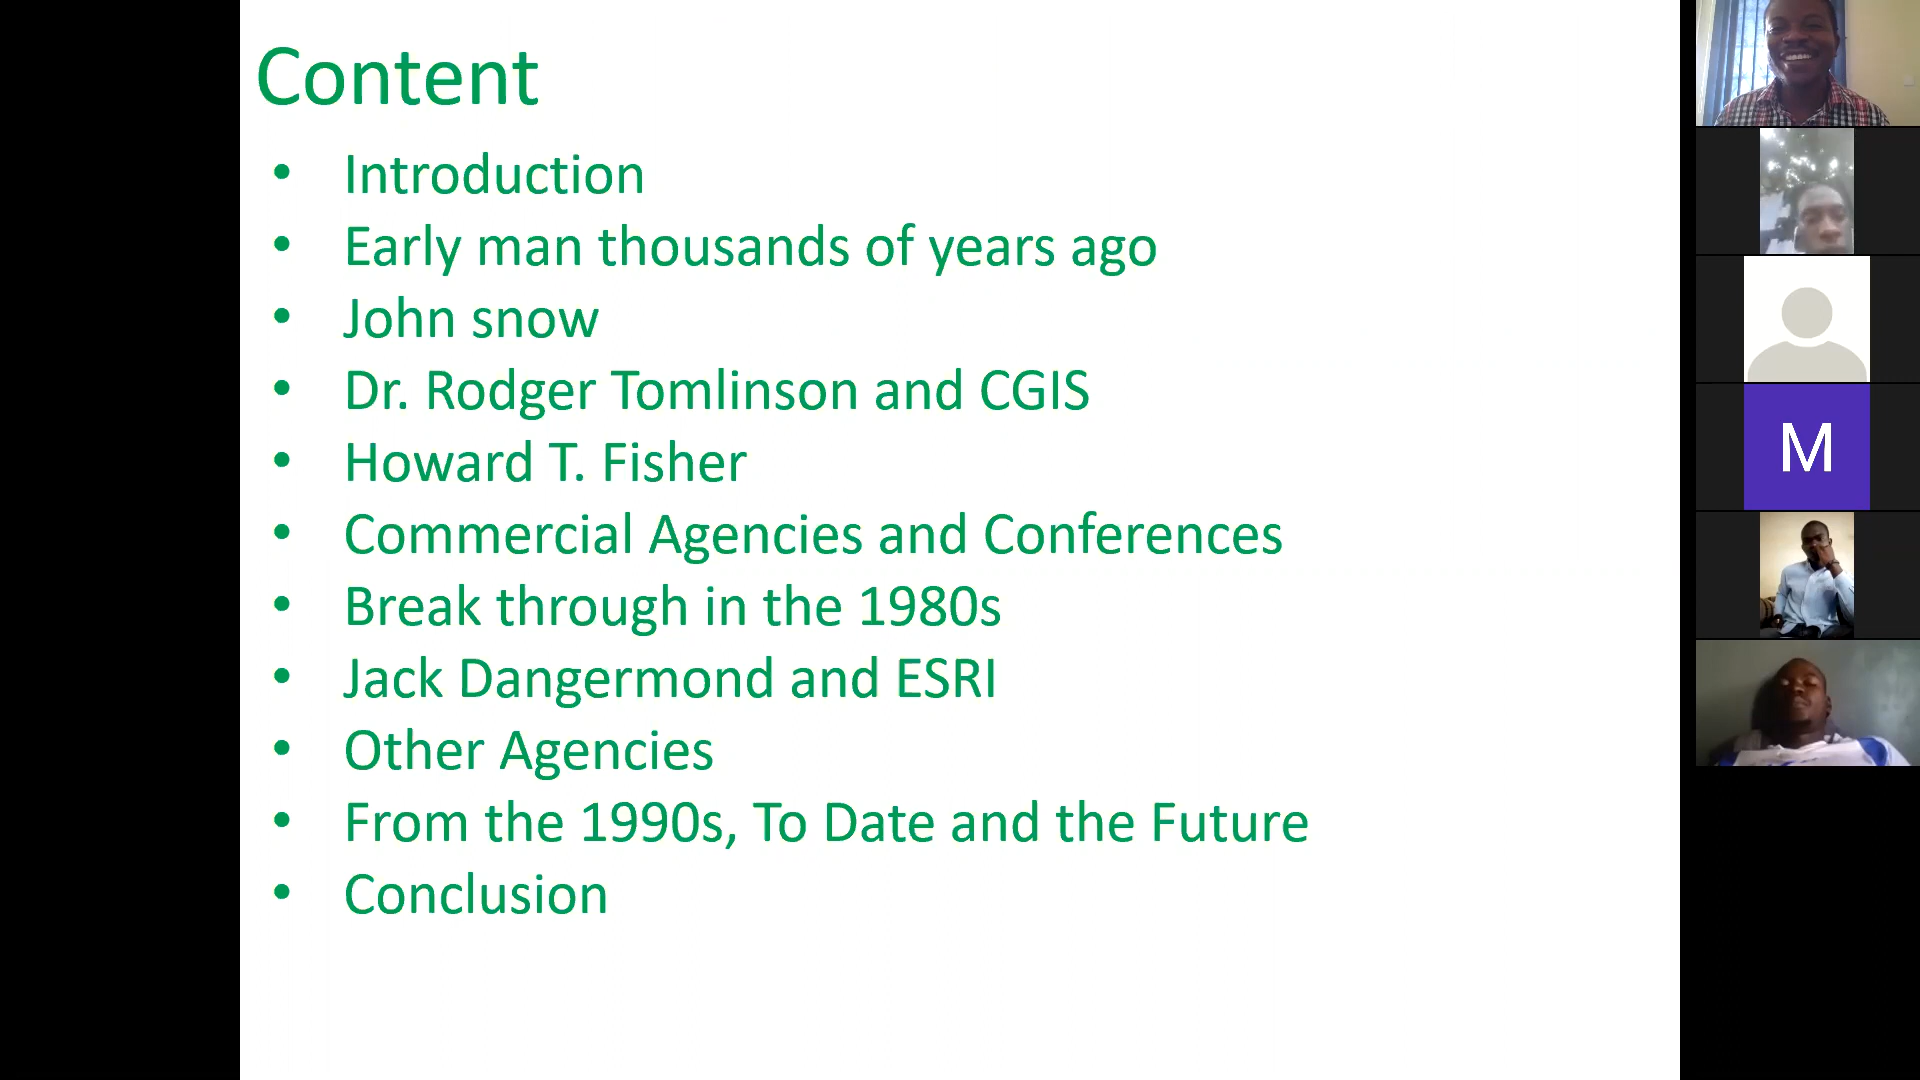 Content
• Introduction
• Early man thousands of years ago
• John snow
• Dr. Rodger Tomlinson and CGIS
• Howard T. Fisher
• Commercial Agencies and Conferences
• Break through in the 1980s
• Jack Dangermond and ESRI
• Other Agencies
• From the 1990s, To Date and the Future
• Conclusion
M